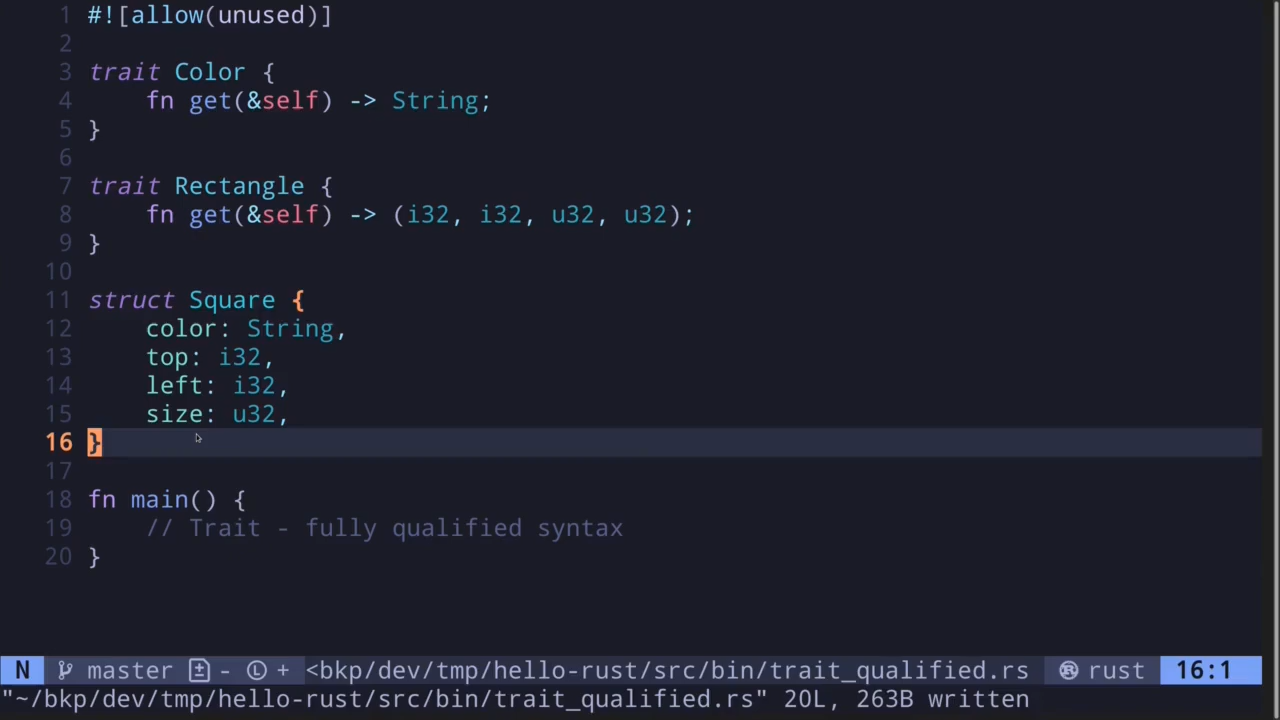 1 #![allow(unused)]
2
3 trait Color {
4     fn get(&self) -> String;
5 }
6
7 trait Rectangle {
8     fn get(&self) -> (i32, i32, u32, u32);
9 }
10
11 struct Square {
12     color: String,
13     top: i32,
14     left: i32,
15     size: u32,
16 }
17
18 fn main() {
19     // Trait - fully qualified syntax
20 }
N master - L + <bkp/dev/tmp/hello-rust/src/bin/trait_qualified.rs rust 16:1
"~/bkp/dev/tmp/hello-rust/src/bin/trait_qualified.rs" 20L, 263B written